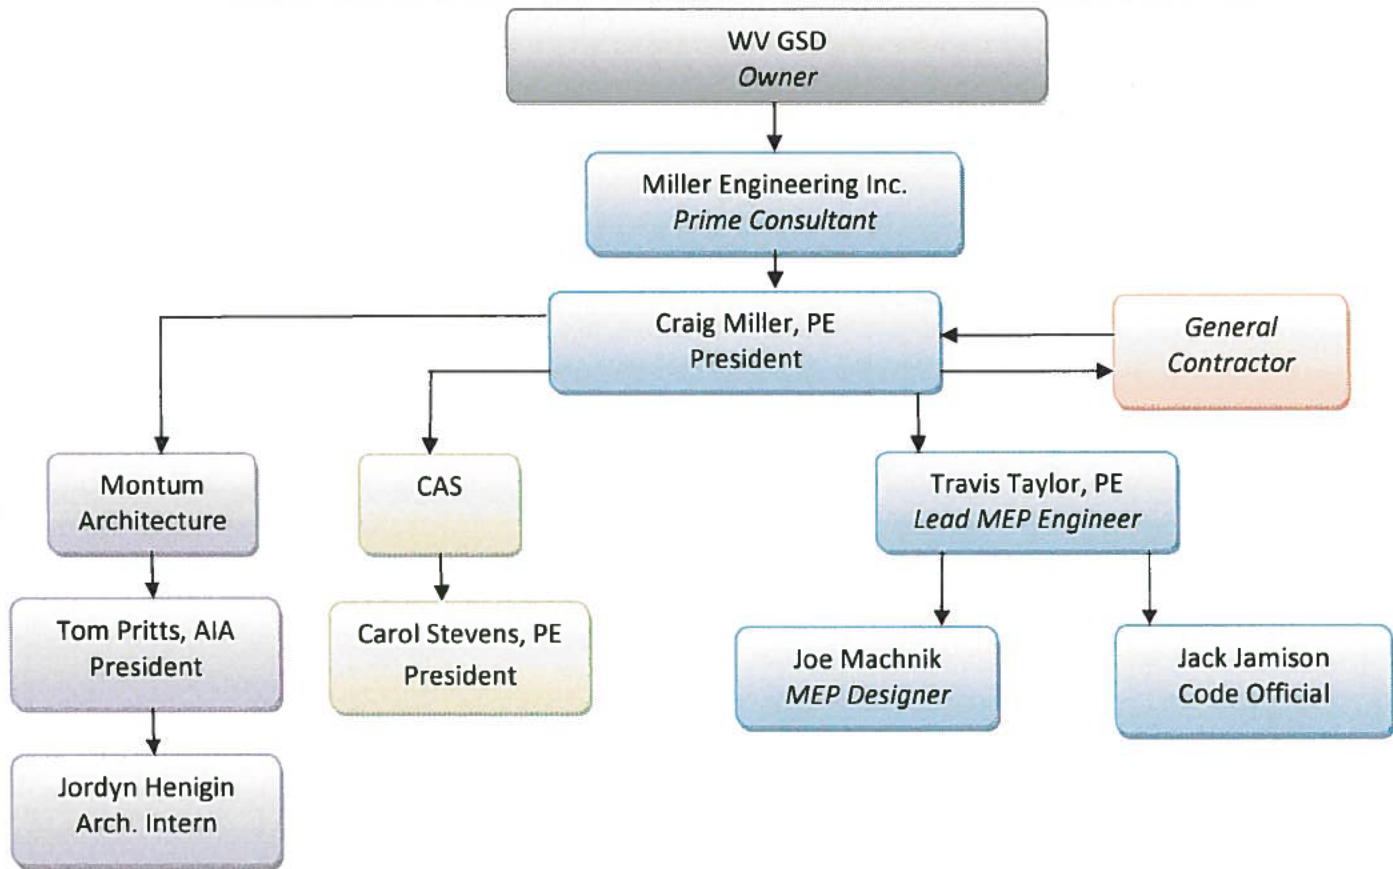 WV GSD
Owner
Miller Engineering Inc.
Prime Consultant
Craig Miller, PE
President
General
Contractor
Montum
Architecture
CAS
Travis Taylor, PE
Lead MEP Engineer
Tom Pritts, AIA
President
Carol Stevens, PE
President
Joe Machnik
MEP Designer
Jack Jamison
Code Official
Jordyn Henigin
Arch. Intern